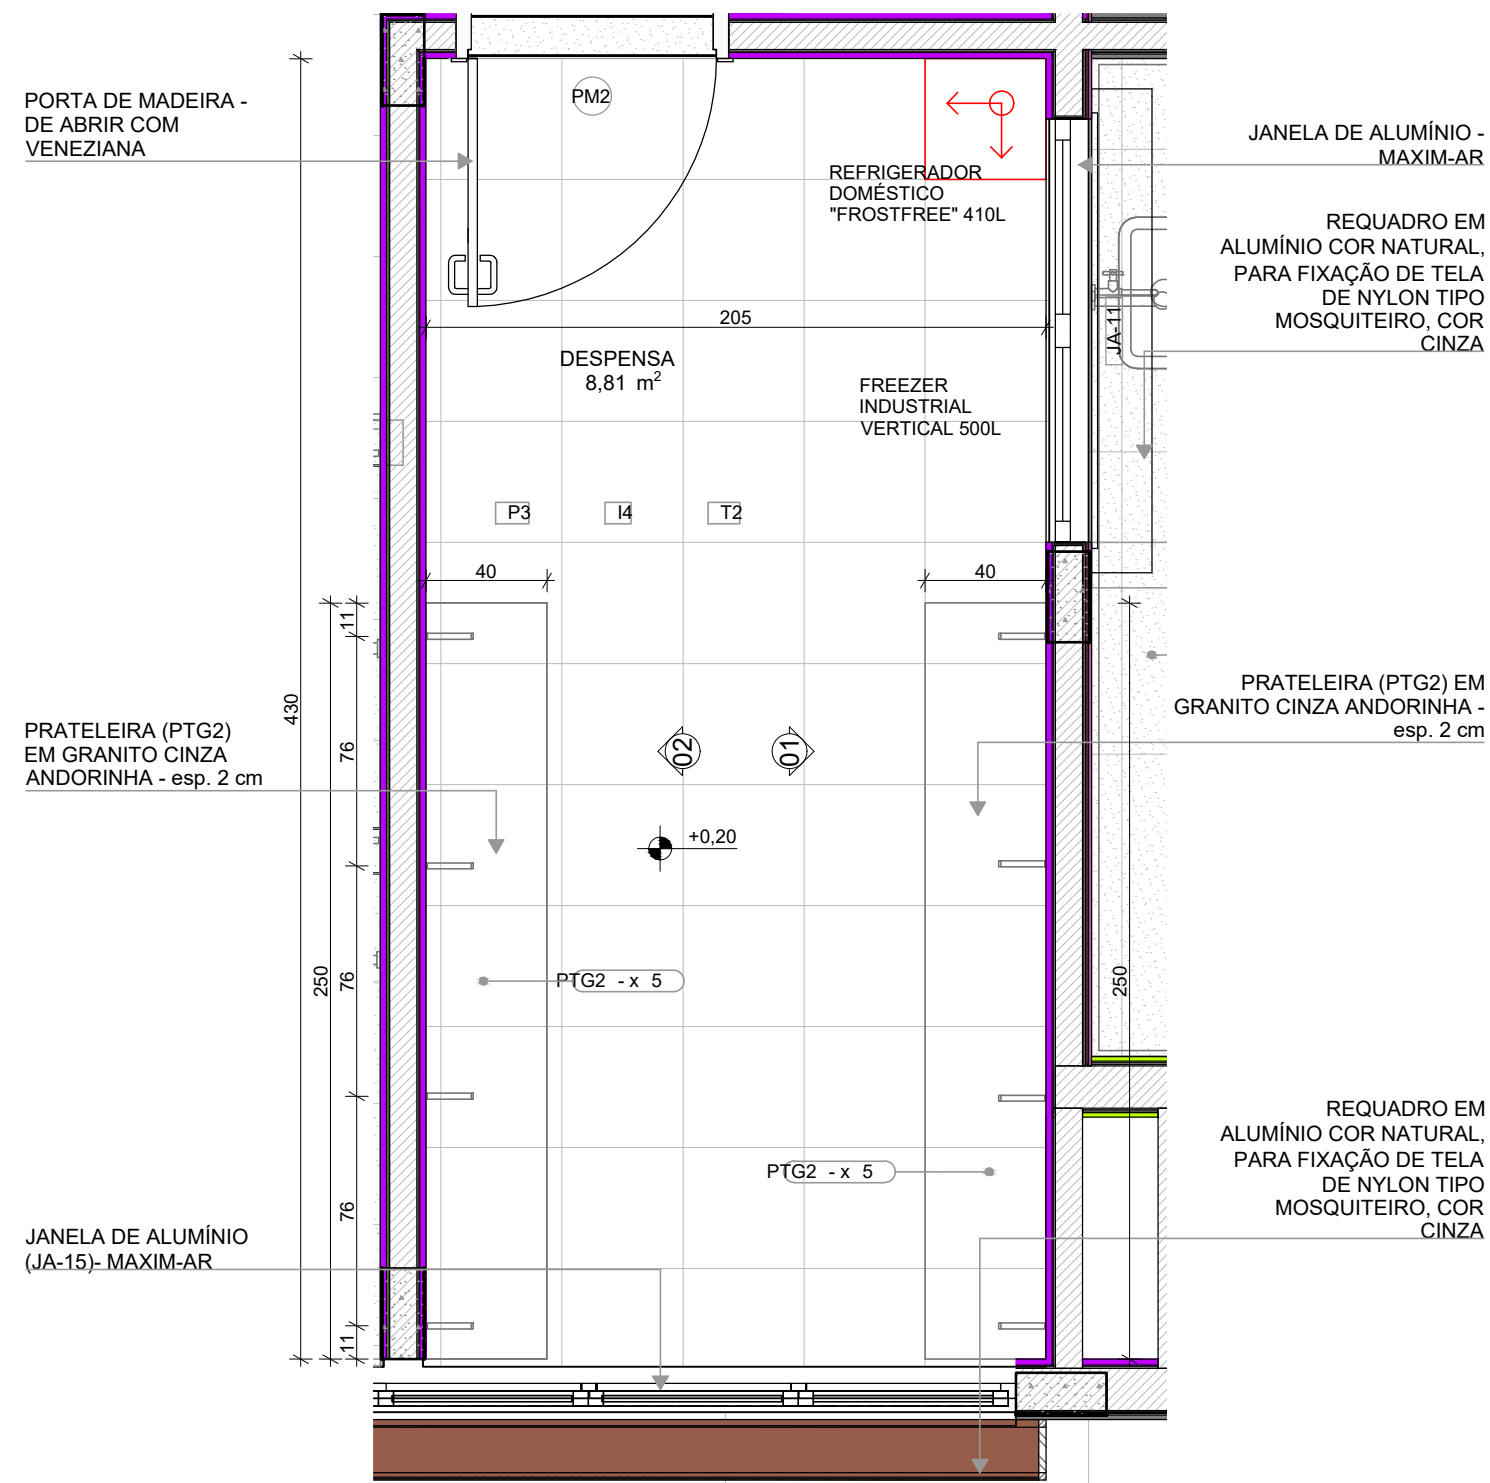 PORTA DE MADEIRA -
DE ABRIR COM
VENEZIANA
PM2
REFRIGERADOR
DOMÉSTICO
"FROSTFREE" 410L
JANELA DE ALUMÍNIO -
MAXIM-AR
REQUADRO EM
ALUMÍNIO COR NATURAL,
PARA FIXAÇÃO DE TELA
DE NYLON TIPO
MOSQUITEIRO, COR
CINZA
JA-11
205
DESPENSA
8,81 m²
FREEZER
INDUSTRIAL
VERTICAL 500L
P3
I4
T2
40
40
11
430
76
PRATELEIRA (PTG2)
EM GRANITO CINZA
ANDORINHA - esp. 2 cm
02
01
PRATELEIRA (PTG2) EM
GRANITO CINZA ANDORINHA -
esp. 2 cm
+0,20
250
76
PTG2 - x 5
250
PTG2 - x 5
76
11
JANELA DE ALUMÍNIO
(JA-15)- MAXIM-AR
REQUADRO EM
ALUMÍNIO COR NATURAL,
PARA FIXAÇÃO DE TELA
DE NYLON TIPO
MOSQUITEIRO, COR
CINZA